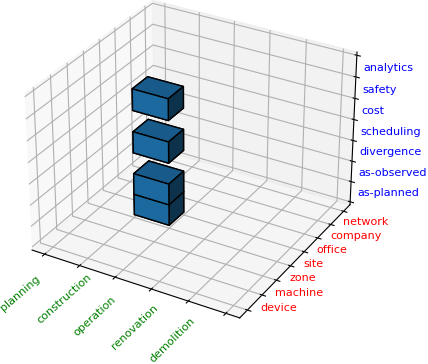 analytics
safety
cost
scheduling
divergence
as-observed
as-planned
network
company
office
site
zone
machine
device
planning
construction
operation
renovation
demolition